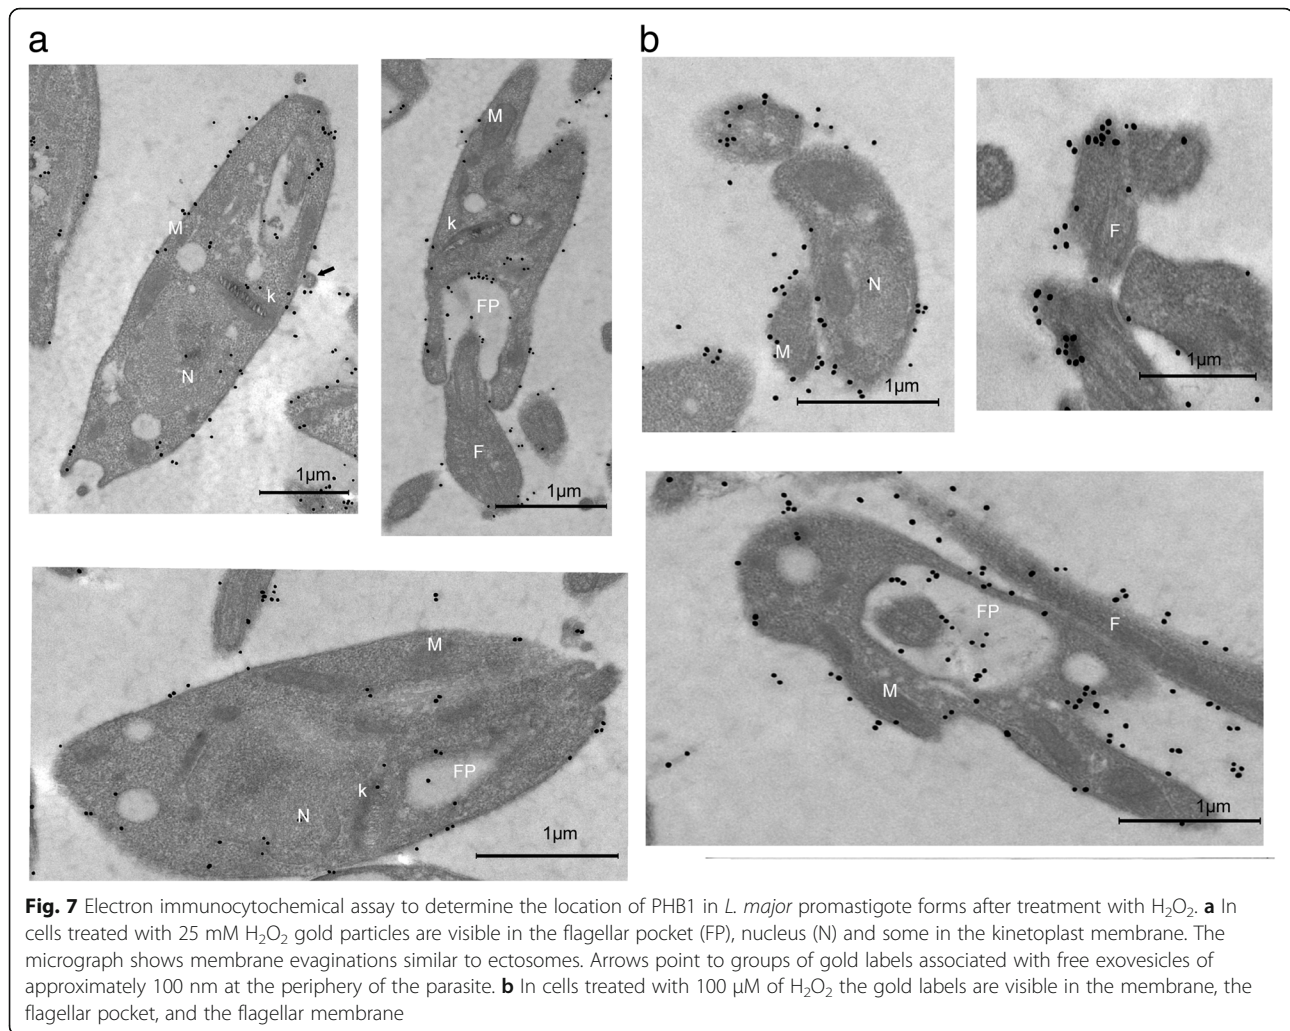 a
b
M
k
N
1µm
M
k
FP
F
1µm
N
M
1µm
F
1µm
M
FP
k
N
1µm
FP
F
M
1µm
Fig. 7 Electron immunocytochemical assay to determine the location of PHB1 in L. major promastigote forms after treatment with H₂O₂. a In
cells treated with 25 mM H₂O₂ gold particles are visible in the flagellar pocket (FP), nucleus (N) and some in the kinetoplast membrane. The
micrograph shows membrane evaginations similar to ectosomes. Arrows point to groups of gold labels associated with free exovesicles of
approximately 100 nm at the periphery of the parasite. b In cells treated with 100 µM of H₂O₂ the gold labels are visible in the membrane, the
flagellar pocket, and the flagellar membrane